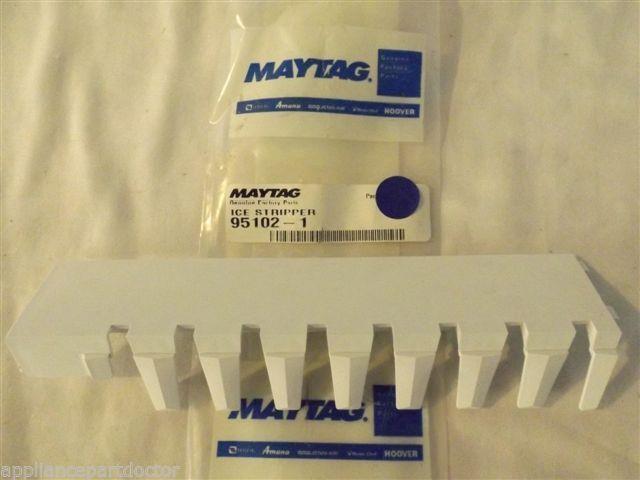 MAYTAG.
Genuine
Factory
Parts
Amana
HOOVER
MAYTAG
Genuine Factory Parts
ICE STRIPPER
95102-1
MAYTAG.
Amana
HOOVER
appliancepartdoctor